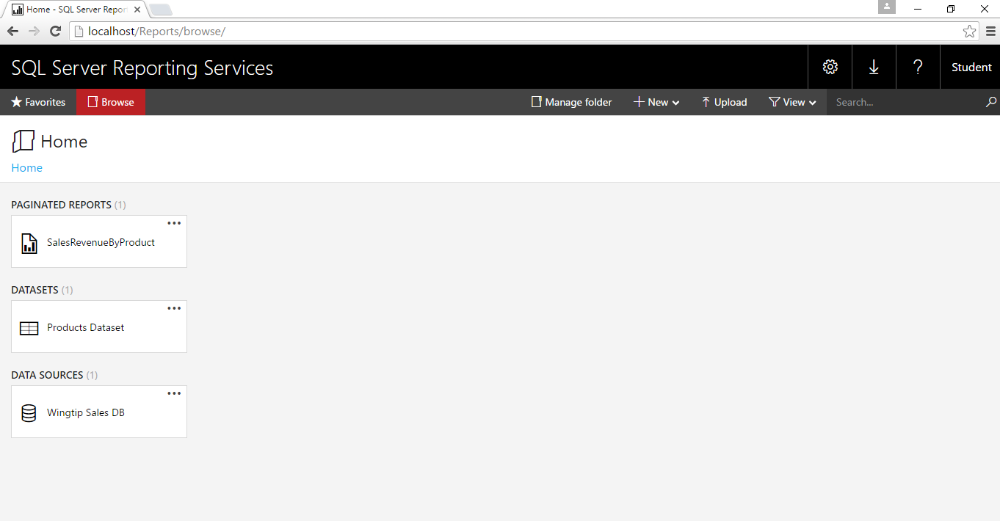 Home - SQL Server Repor
localhost/Reports/browse/
SQL Server Reporting Services
? Student
Favorites Browse Manage folder New Upload View Search...
Home
Home
PAGINATED REPORTS (1)
SalesRevenueByProduct
DATASETS (1)
Products Dataset
DATA SOURCES (1)
Wingtip Sales DB